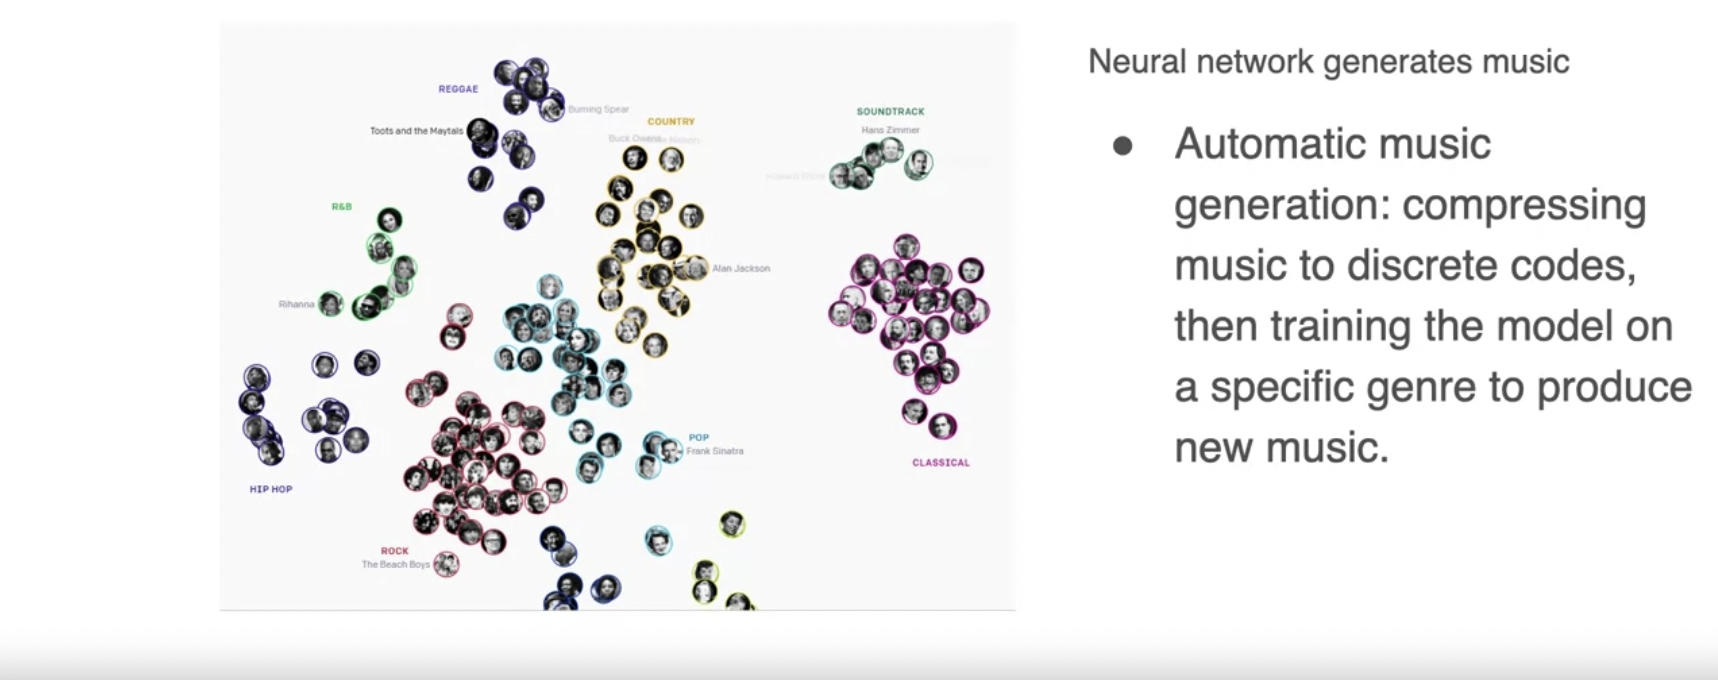 Neural network generates music
● Automatic music
generation: compressing
music to discrete codes,
then training the model on
a specific genre to produce
new music.
REGGAE
Burning Spear
Toots and the Maytals
COUNTRY
Buck Owens
SOUNDTRACK
Hans Zimmer
R&B
Rihanna
Alan Jackson
POP
Frank Sinatra
CLASSICAL
HIP HOP
ROCK
The Beach Boys